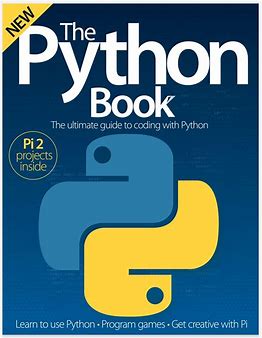 NEW
The
Python
Book
The ultimate guide to coding with Python
Pi 2
projects
inside
Learn to use Python • Program games • Get creative with Pi